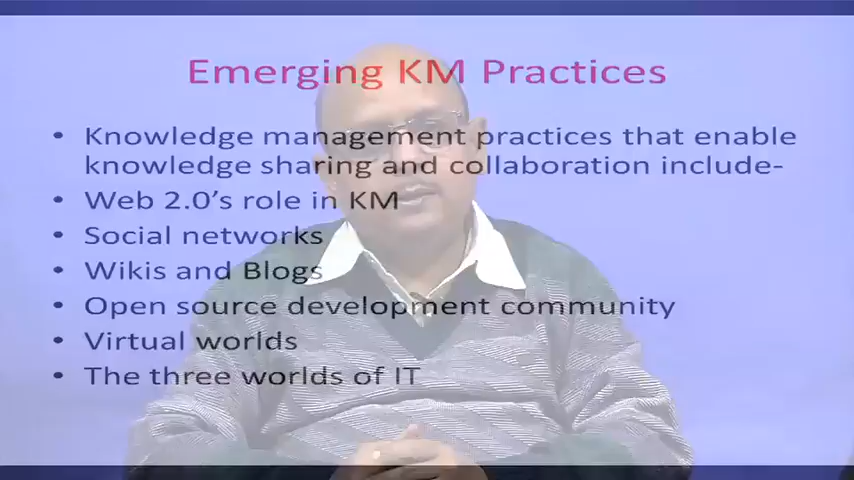 Emerging KM Practices
• Knowledge management practices that enable
knowledge sharing and collaboration include-
• Web 2.0's role in KM
• Social networks
• Wikis and Blogs
• Open source development community
• Virtual worlds
• The three worlds of IT